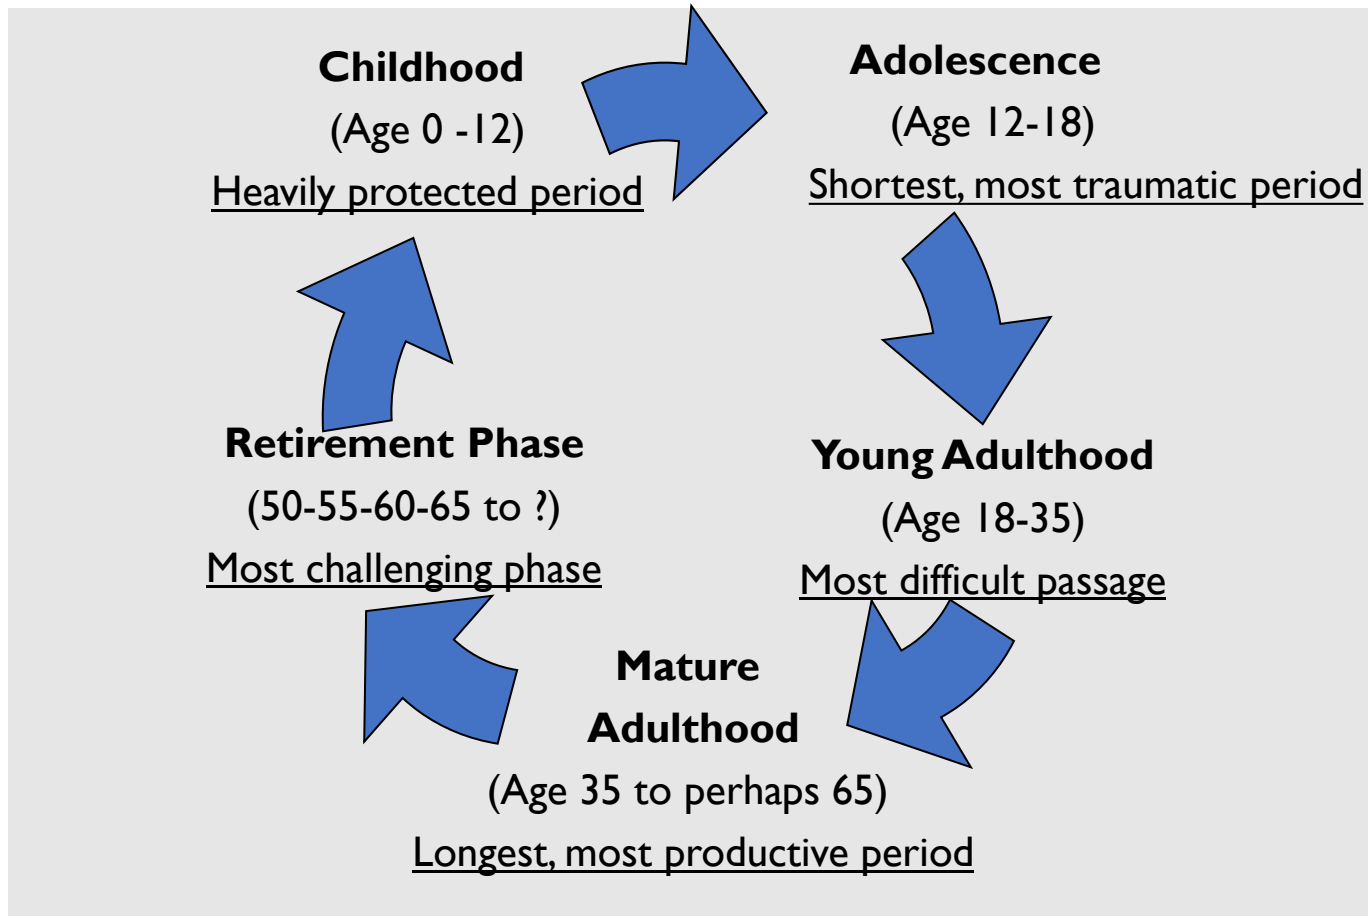 Childhood
(Age 0 -12)
Heavily protected period
Adolescence
(Age 12-18)
Shortest, most traumatic period
Young Adulthood
(Age 18-35)
Most difficult passage
Mature
Adulthood
(Age 35 to perhaps 65)
Longest, most productive period
Retirement Phase
(50-55-60-65 to ?)
Most challenging phase